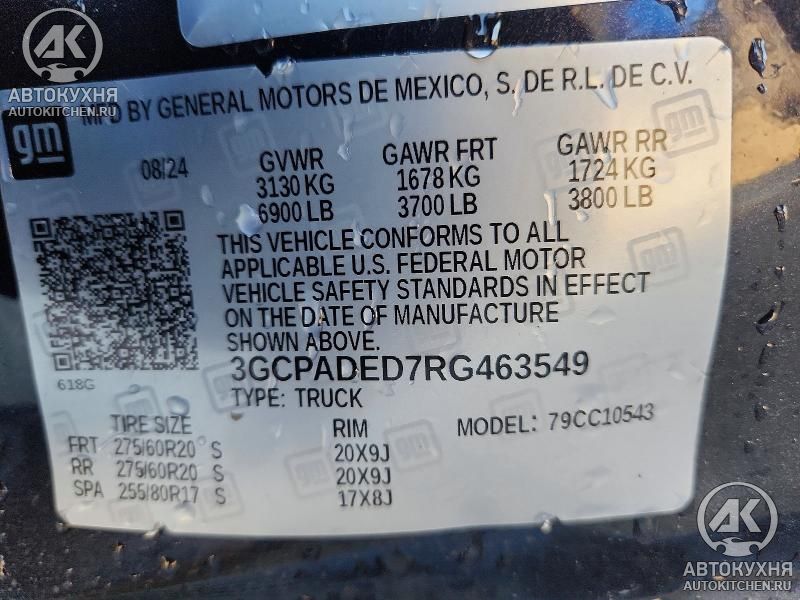 AK
АВТОКУХНЯ
AUTOKITCHEN.RU
MFD BY GENERAL MOTORS DE MEXICO, S. DE R.L. DE C.V.
gm
08/24
GVWR GAWR FRT GAWR RR
3130 KG 1678 KG 1724 KG
6900 LB 3700 LB 3800 LB
THIS VEHICLE CONFORMS TO ALL
APPLICABLE U.S. FEDERAL MOTOR
VEHICLE SAFETY STANDARDS IN EFFECT
ON THE DATE OF MANUFACTURE
SHOWN ABOVE.
618G
3GCPADED7RG463549
TYPE: TRUCK
MODEL: 79CC10543
TIRE SIZE RIM
FRT 275/60R20 S 20X9J
RR 275/60R20 S 20X9J
SPA 255/80R17 S 17X8J
AK
АВТОКУХНЯ
AUTOKITCHEN.RU